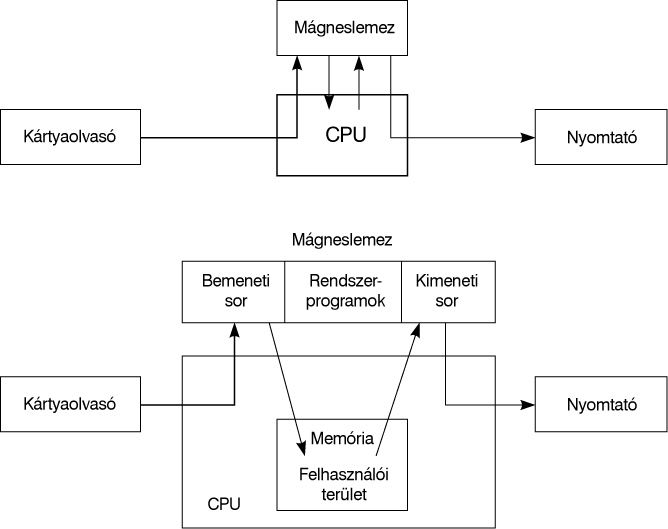 Mágneslemez
Kártyaolvasó
CPU
Nyomtató
Mágneslemez
Bemeneti
sor
Rendszer-
programok
Kimeneti
sor
Kártyaolvasó
Nyomtató
Memória
Felhasználói
terület
CPU